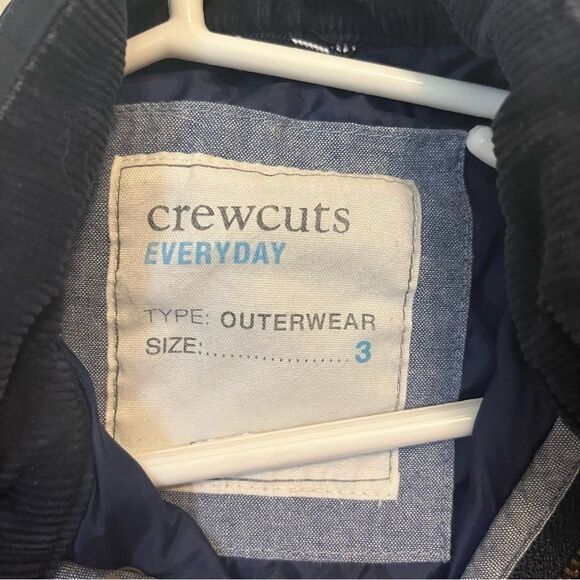 crewcuts
EVERYDAY
TYPE: OUTERWEAR
SIZE:....................3